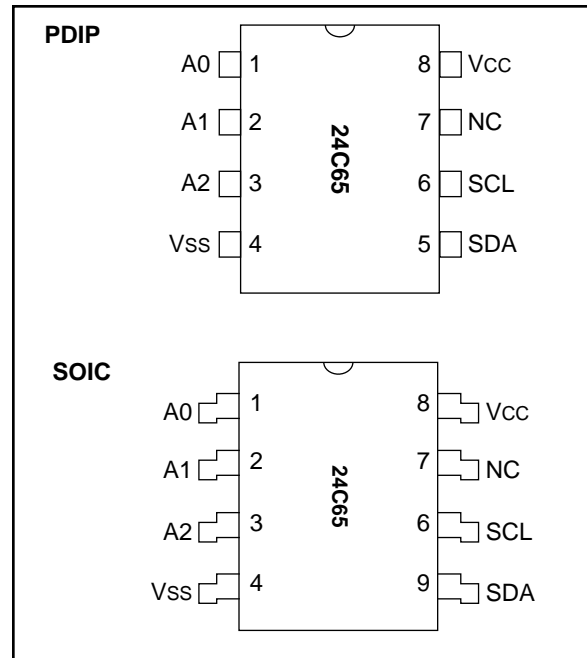 PDIP
A0 1 8 VCC
A1 2 7 NC
24C65
A2 3 6 SCL
VSS 4 5 SDA
SOIC
A0 1 8 VCC
A1 2 7 NC
24C65
A2 3 6 SCL
VSS 4 9 SDA